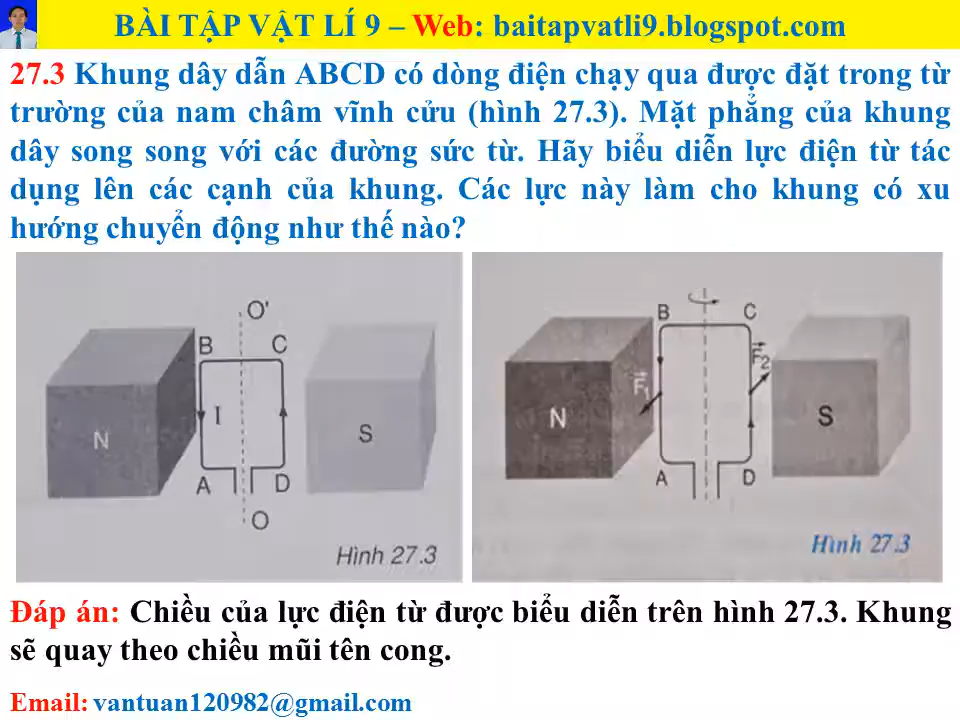 BÀI TẬP VẬT LÍ 9 – Web: baitapvatli9.blogspot.com
27.3 Khung dây dẫn ABCD có dòng điện chạy qua được đặt trong từ
trường của nam châm vĩnh cửu (hình 27.3). Mặt phẳng của khung
dây song song với các đường sức từ. Hãy biểu diễn lực điện từ tác
dụng lên các cạnh của khung. Các lực này làm cho khung có xu
hướng chuyển động như thế nào?
O'
B C
I
N
S
A D
O
Hình 27.3
B C
F₂
F₁
N
S
A D
Hình 27.3
Đáp án: Chiều của lực điện từ được biểu diễn trên hình 27.3. Khung
sẽ quay theo chiều mũi tên cong.
Email: vantuan120982@gmail.com